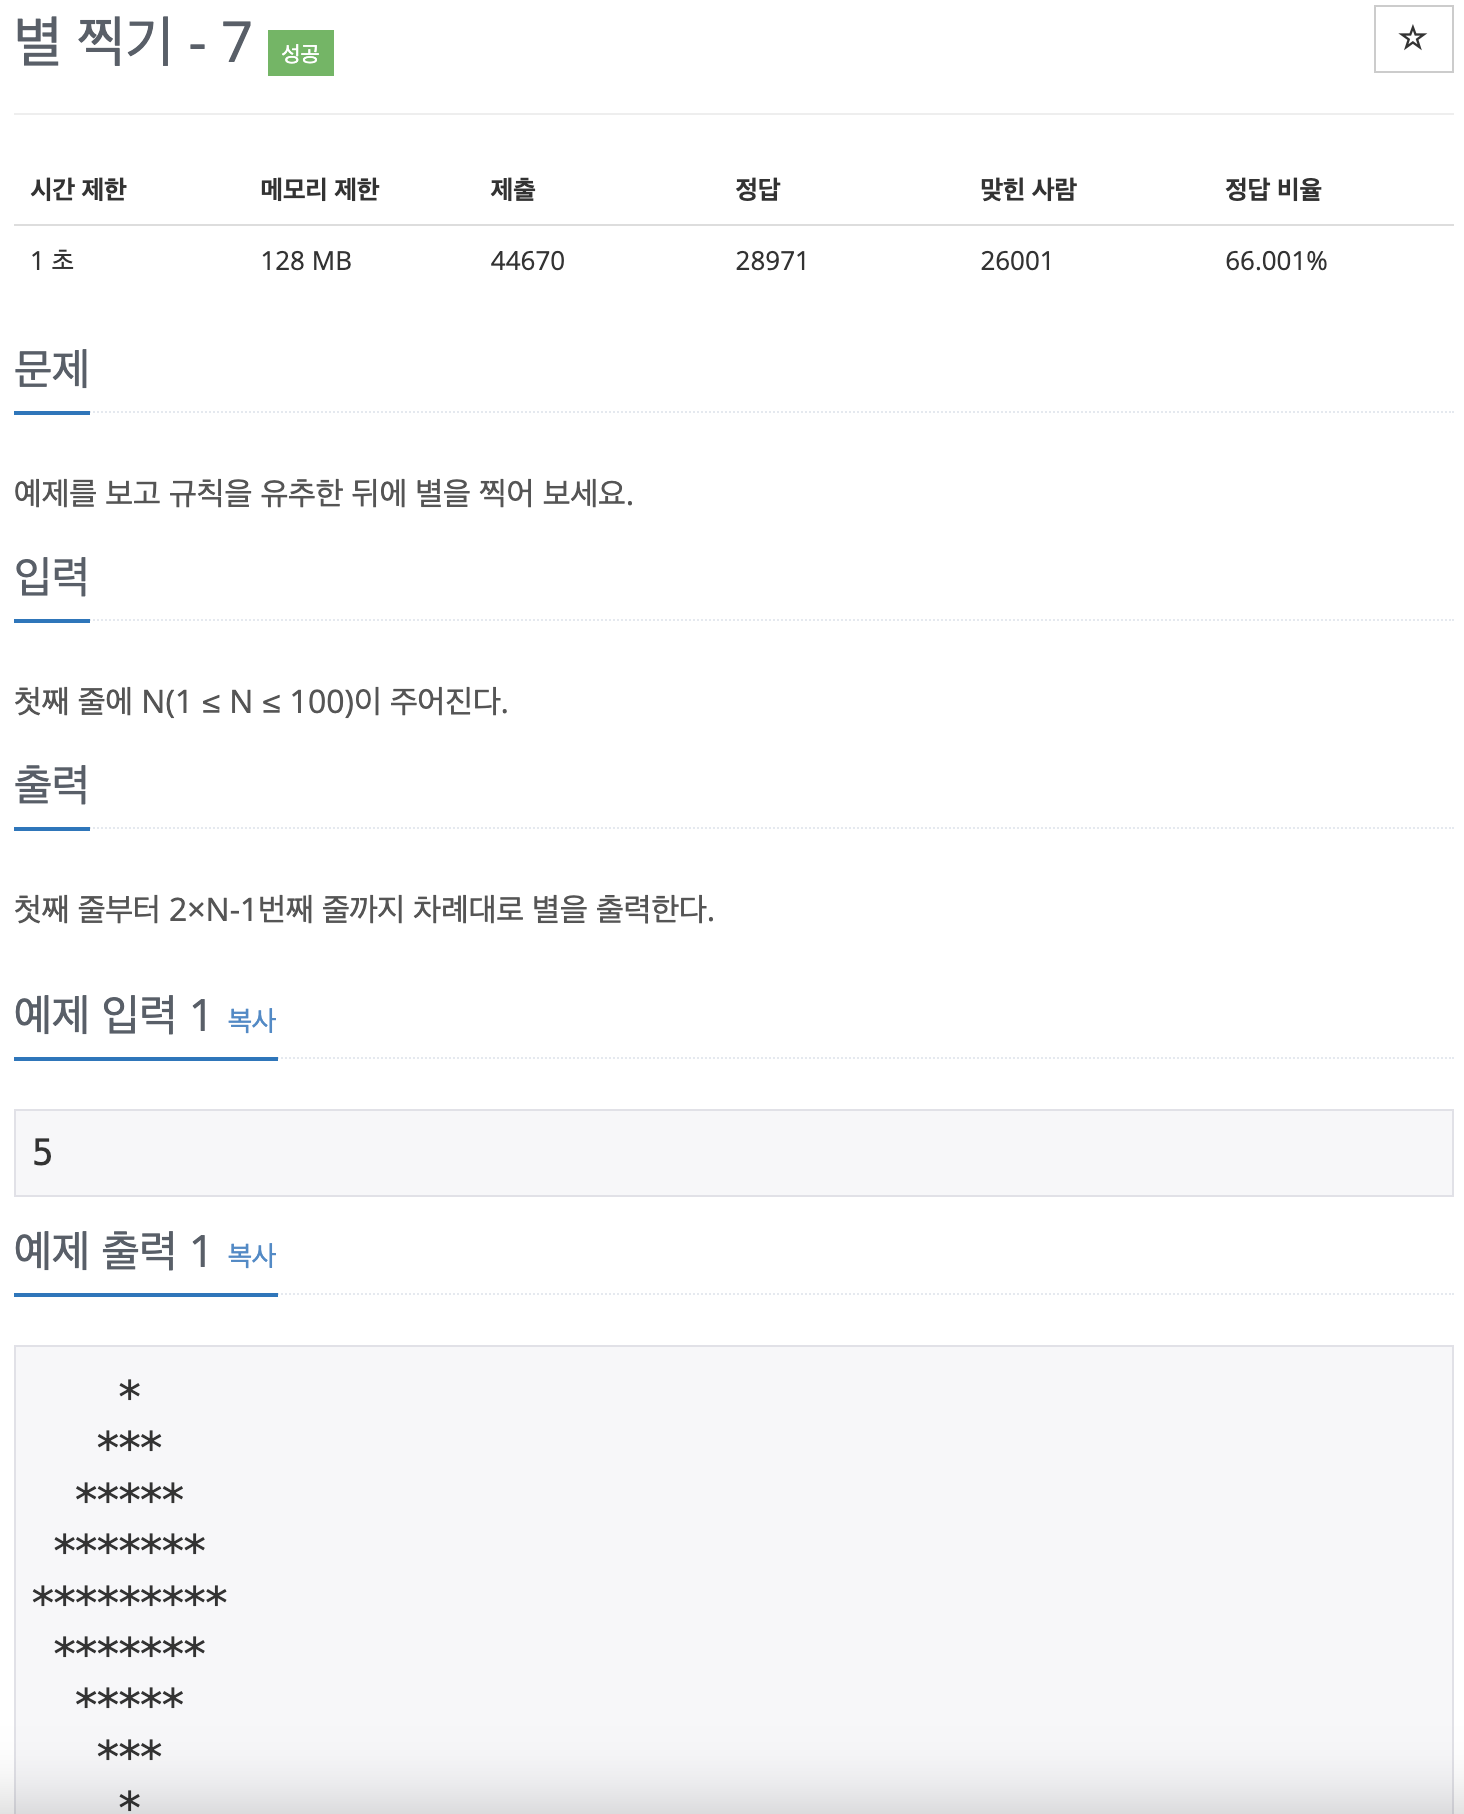 별 찍기 - 7 성공
☆
시간 제한 메모리 제한 제출 정답 맞힌 사람 정답 비율
1 초 128 MB 44670 28971 26001 66.001%
문제
예제를 보고 규칙을 유추한 뒤에 별을 찍어 보세요.
입력
첫째 줄에 N(1 ≤ N ≤ 100)이 주어진다.
출력
첫째 줄부터 2×N-1번째 줄까지 차례대로 별을 출력한다.
예제 입력 1 복사
5
예제 출력 1 복사
    *
   ***
  *****
 *******
*********
 *******
  *****
   ***
    *